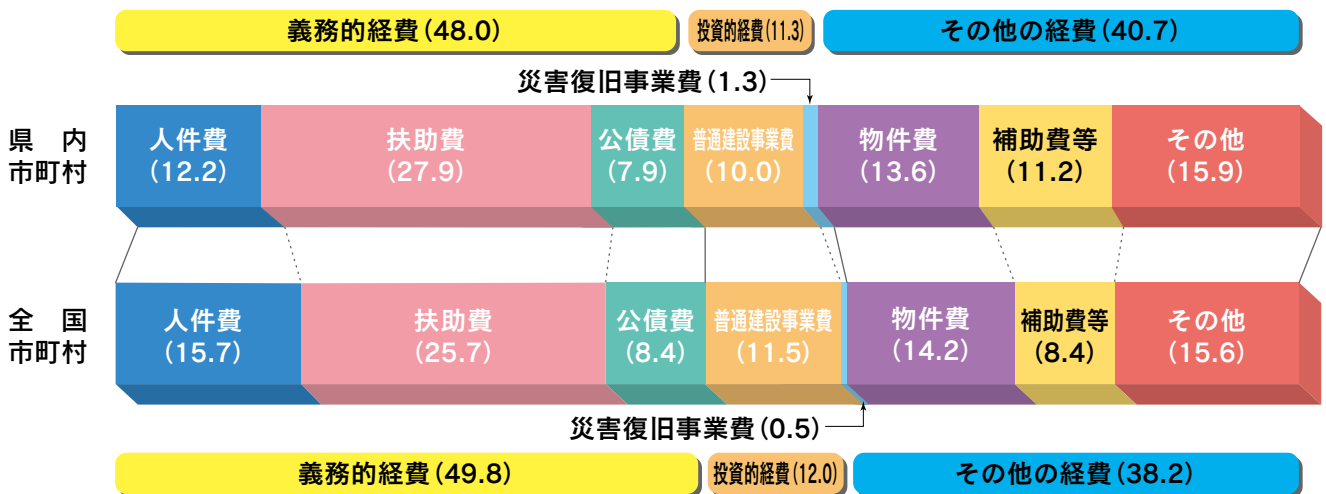 義務的経費(48.0)
投資的経費(11.3)
その他の経費(40.7)
災害復旧事業費(1.3)
県内
市町村
人件費
(12.2)
扶助費
(27.9)
公債費
(7.9)
普通建設事業費
(10.0)
物件費
(13.6)
補助費等
(11.2)
その他
(15.9)
全国
市町村
人件費
(15.7)
扶助費
(25.7)
公債費
(8.4)
普通建設事業費
(11.5)
物件費
(14.2)
補助費等
(8.4)
その他
(15.6)
災害復旧事業費(0.5)
義務的経費(49.8)
投資的経費(12.0)
その他の経費(38.2)